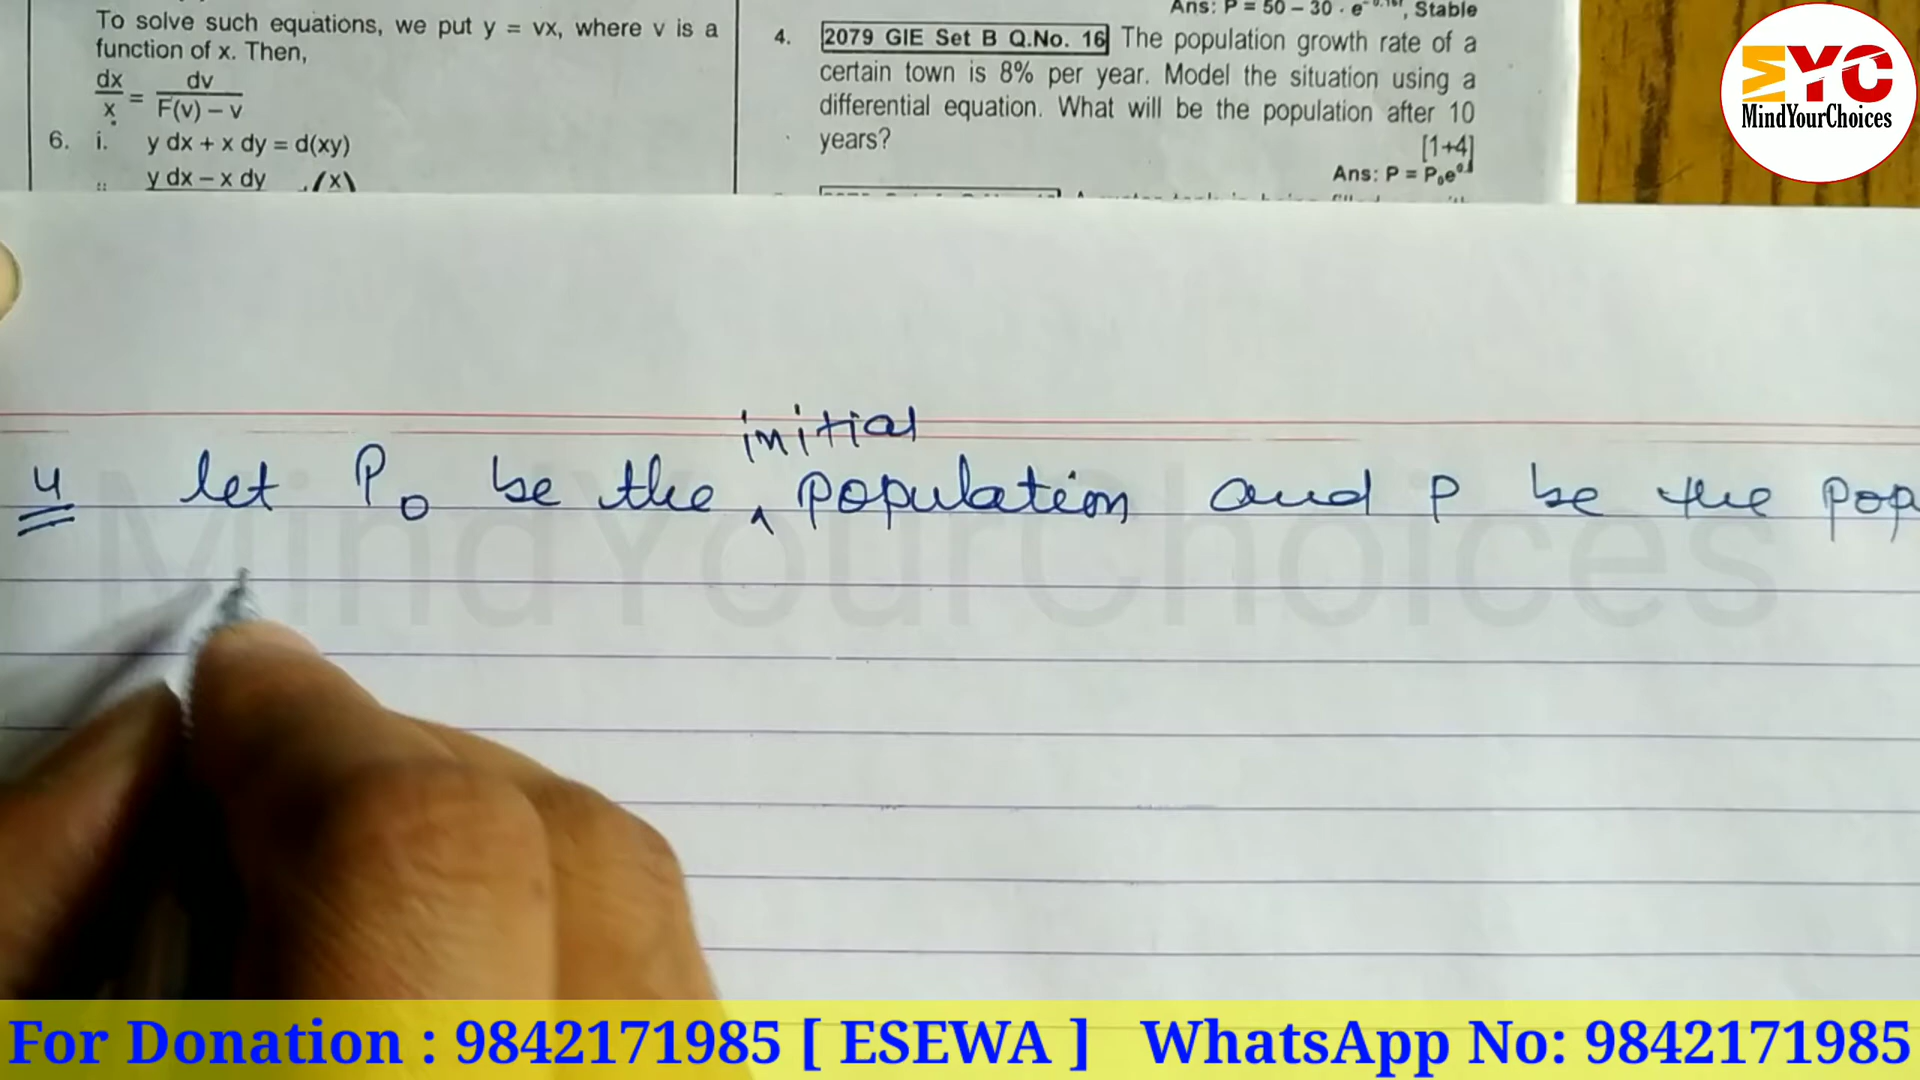 To solve such equations, we put y = vx, where v is a
function of x. Then,
dx/x = dv/F(v) – v
6. i. y dx + x dy = d(xy)
y dx – x dy
Ans: P = 50 – 30 . e , Stable
4. 2079 GIE Set B Q.No. 16 The population growth rate of a
certain town is 8% per year. Model the situation using a
differential equation. What will be the population after 10
years? [1+4]
Ans: P = P₀e
MYC
MindYourChoices
initial
4 let P₀ be the ∧ population and P be the pop
MindYourChoices
For Donation : 9842171985 [ ESEWA ] WhatsApp No: 9842171985